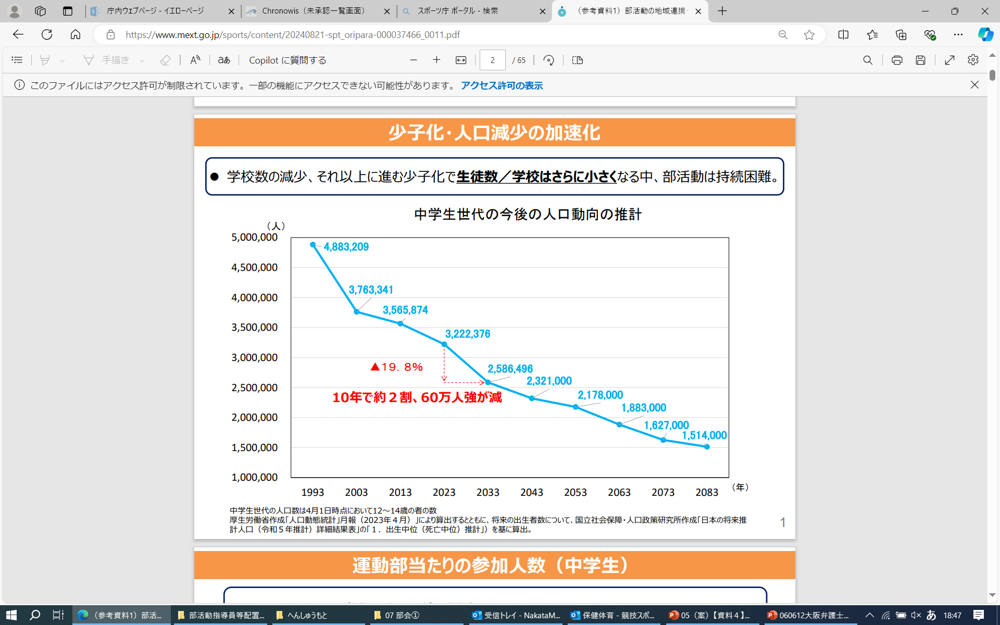 庁内ウェブページ - イエローページ
Chronowis（未承認一覧画面）
スポーツ庁 ポータル - 検索
（参考資料1）部活動の地域連携
https://www.mext.go.jp/sports/content/20240821-spt_oripara-000037466_0011.pdf
手描き
aあ
Copilot に質問する
2
/ 65
このファイルにはアクセス許可が制限されています。一部の機能にアクセスできない可能性があります。 アクセス許可の表示
少子化・人口減少の加速化
● 学校数の減少、それ以上に進む少子化で生徒数／学校はさらに小さくなる中、部活動は持続困難。
中学生世代の今後の人口動向の推計
（人）
5,000,000
4,500,000
4,000,000
3,500,000
3,000,000
2,500,000
2,000,000
1,500,000
1,000,000
4,883,209
3,763,341
3,565,874
3,222,376
2,586,496
2,321,000
2,178,000
1,883,000
1,627,000
1,514,000
▲19．8％
10年で約２割、60万人強が減
1993 2003 2013 2023 2033 2043 2053 2063 2073 2083
（年）
中学生世代の人口数は4月1日時点において12～14歳の者の数
厚生労働省作成「人口動態統計」月報（2023年４月）」により算出するとともに、将来の出生者数について、国立社会保障・人口政策研究所作成「日本の将来推
計人口（令和５年推計）詳細結果表」の「１．出生中位（死亡中位）推計」）を基に算出。
1
運動部当たりの参加人数（中学生）
（参考資料1）部活...
部活動指導員等配置...
へんしゅうもと
07 部会①
受信トレイ - NakataM...
保健体育 - 競技スポ...
05（案）【資料４】...
060612大阪弁護士...
あ
18:47